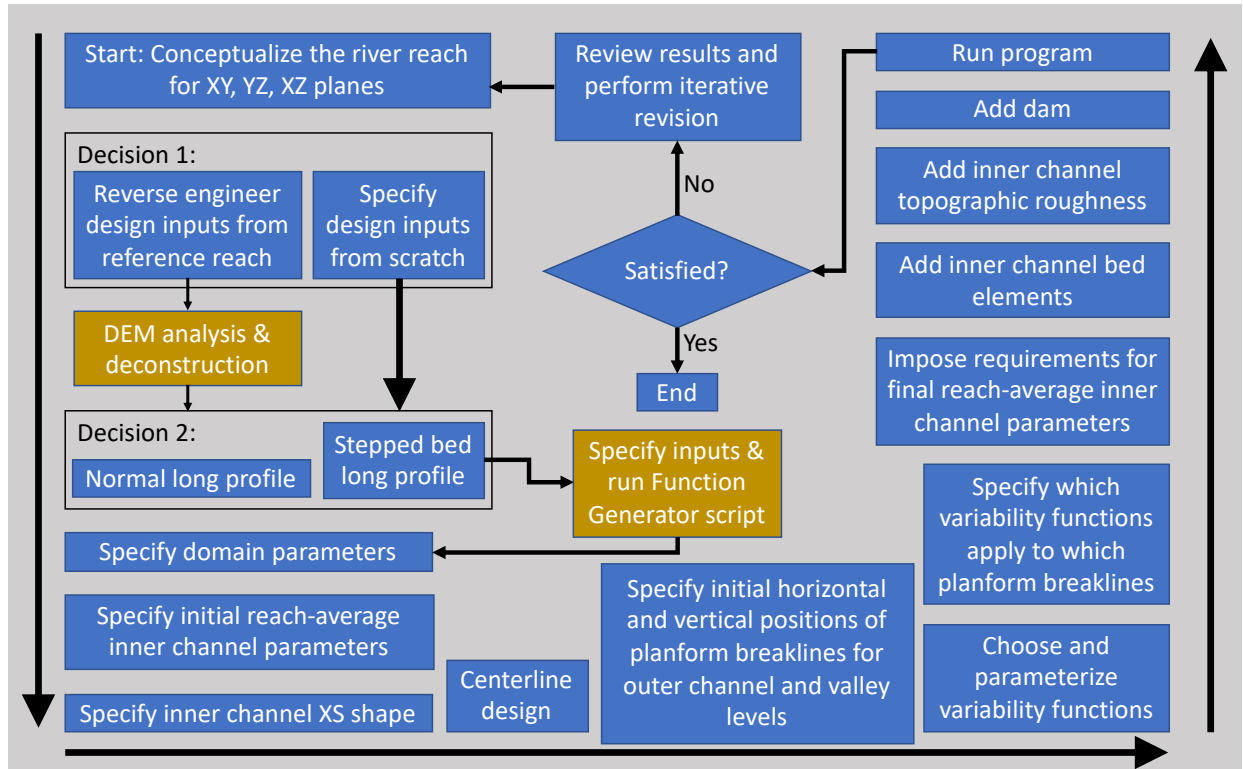 Start: Conceptualize the river reach
for XY, YZ, XZ planes
Decision 1:
Reverse engineer
design inputs from
reference reach
Specify
design inputs
from scratch
DEM analysis &
deconstruction
Decision 2:
Normal long profile
Stepped bed
long profile
Specify inputs &
run Function
Generator script
Specify domain parameters
Specify initial reach-average
inner channel parameters
Specify inner channel XS shape
Centerline
design
Specify initial horizontal
and vertical positions of
planform breaklines for
outer channel and valley
levels
Choose and
parameterize
variability functions
Specify which
variability functions
apply to which
planform breaklines
Impose requirements for
final reach-average inner
channel parameters
Add inner channel bed
elements
Add inner channel
topographic roughness
Add dam
Run program
Satisfied?
No
Review results and
perform iterative
revision
Yes
End